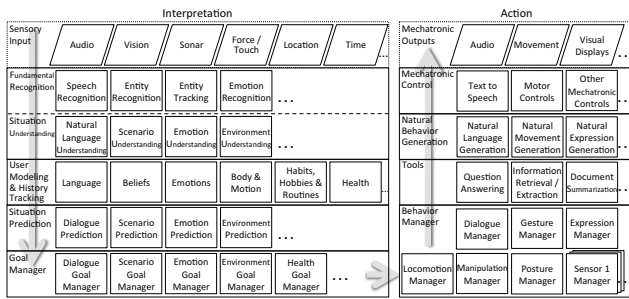 Interpretation
Sensory
Input
Audio
Vision
Sonar
Force /
Touch
Location
Time
...
Fundamental
Recognition
Speech
Recognition
Entity
Recognition
Entity
Tracking
Emotion
Recognition
...
Situation
Understanding
Natural
Language
Understanding
Scenario
Understanding
Emotion
Understanding
Environment
Understanding
...
User
Modeling
& History
Tracking
Language
Beliefs
Emotions
Body &
Motion
Habits,
Hobbies &
Routines
Health
...
Situation
Prediction
Dialogue
Prediction
Scenario
Prediction
Emotion
Prediction
Environment
Prediction
...
Goal
Manager
Dialogue
Goal
Manager
Scenario
Goal
Manager
Emotion
Goal
Manager
Environment
Goal
Manager
Health
Goal
Manager
...
Action
Mechatronic
Outputs
Audio
Movement
Visual
Displays
...
Mechatronic
Control
Text to
Speech
Motor
Controls
Other
Mechatronic
Controls
...
Natural
Behavior
Generation
Natural
Language
Generation
Natural
Movement
Generation
Natural
Expression
Generation
...
Tools
Question
Answering
Information
Retrieval /
Extraction
Document
Summarization
...
Behavior
Manager
Dialogue
Manager
Gesture
Manager
Expression
Manager
Locomotion
Manager
Manipulation
Manager
Posture
Manager
Sensor 1
Manager
...